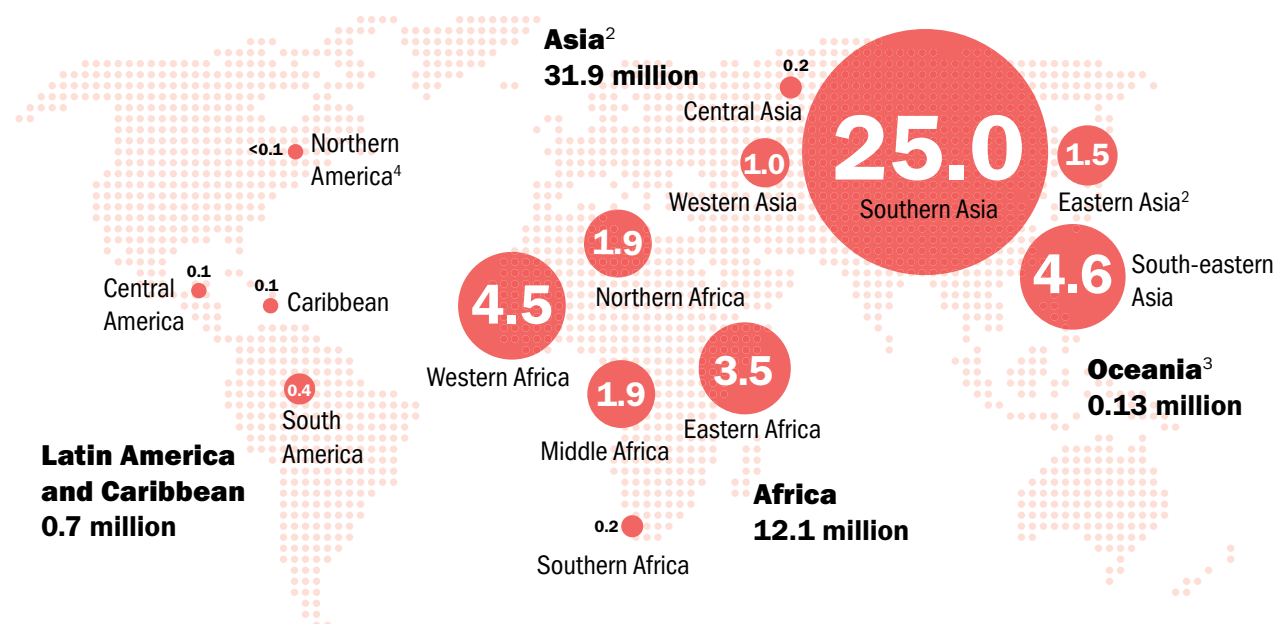 Asia²
31.9 million
0.2
Central Asia
25.0
Southern Asia
1.5
Eastern Asia²
1.0
Western Asia
4.6
South-eastern
Asia
<0.1
Northern
America⁴
0.1
Central
America
0.1
Caribbean
0.4
South
America
Latin America
and Caribbean
0.7 million
1.9
Northern Africa
4.5
Western Africa
1.9
Middle Africa
3.5
Eastern Africa
0.2
Southern Africa
Africa
12.1 million
Oceania³
0.13 million